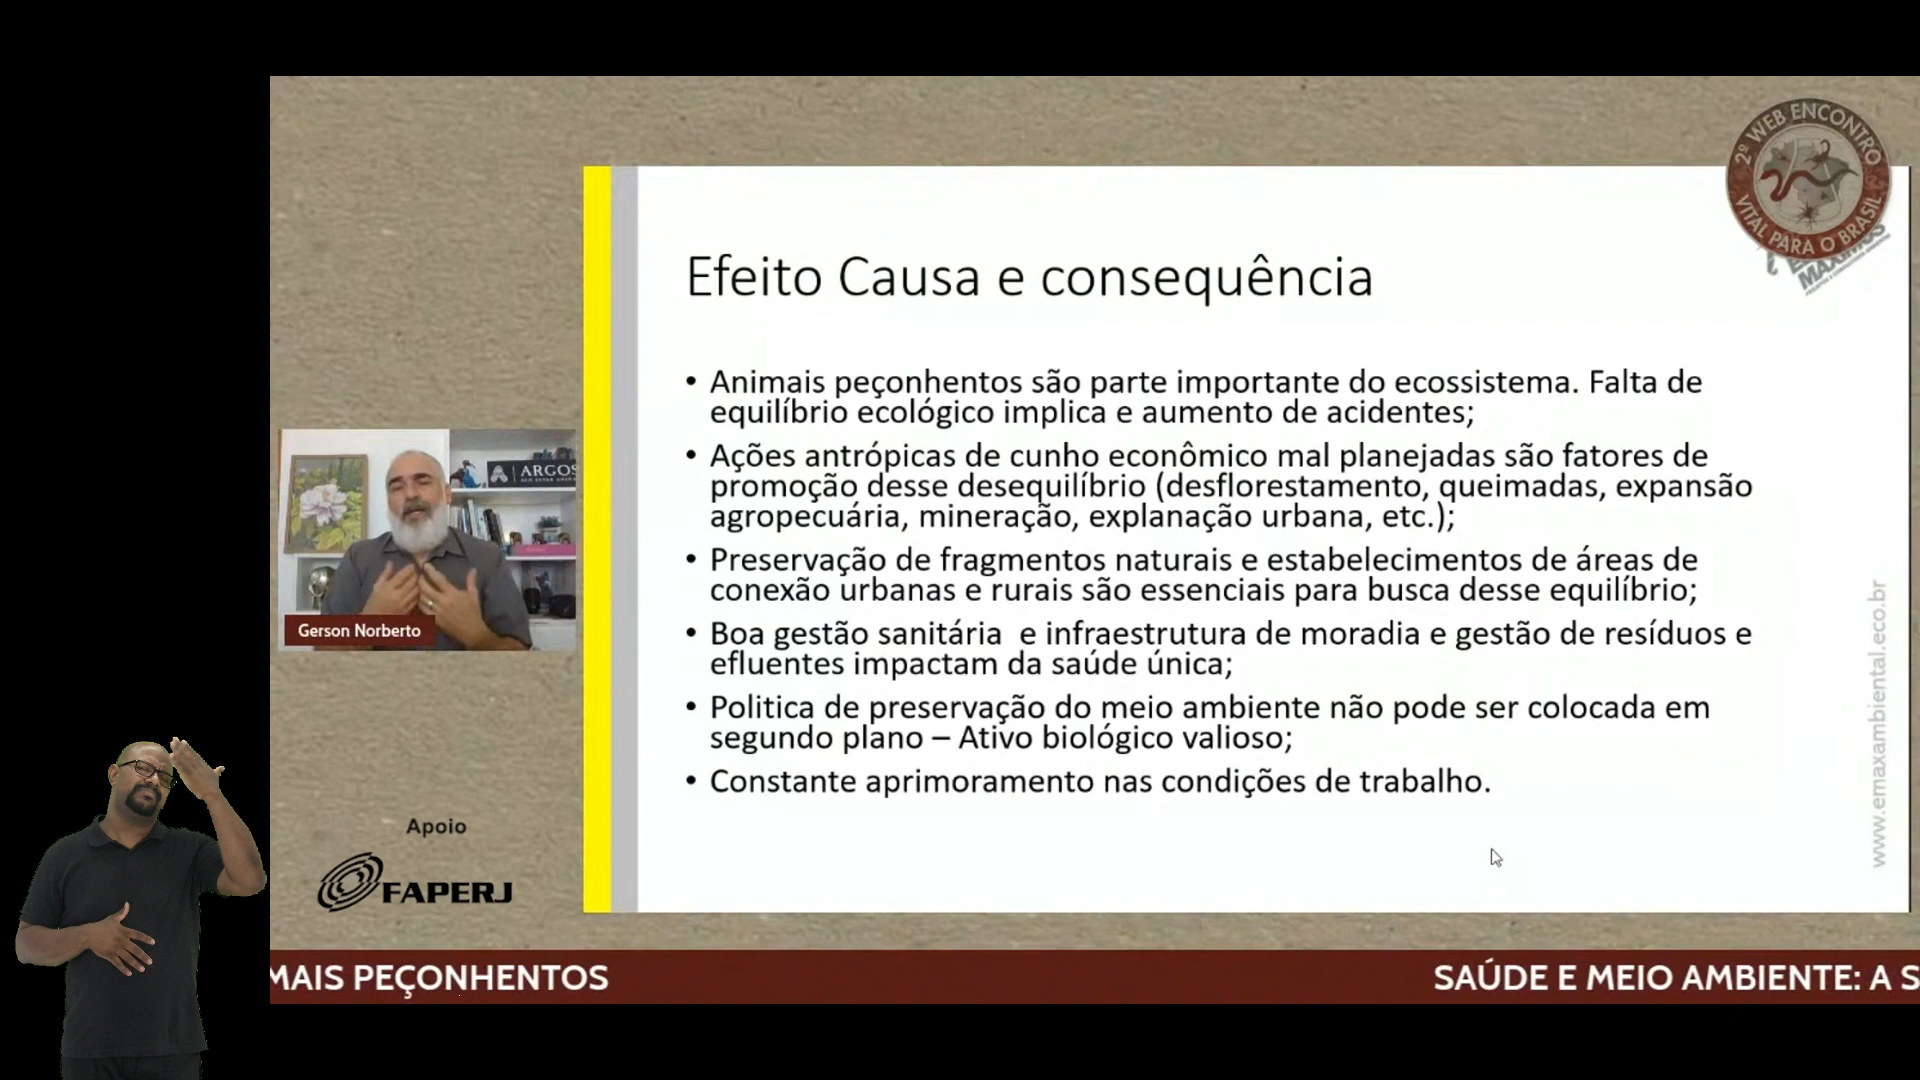 2º WEB ENCONTRO
VITAL PARA O BRASIL
Efeito Causa e consequência
• Animais peçonhentos são parte importante do ecossistema. Falta de
equilíbrio ecológico implica e aumento de acidentes;
• Ações antrópicas de cunho econômico mal planejadas são fatores de
promoção desse desequilíbrio (desflorestamento, queimadas, expansão
agropecuária, mineração, explanação urbana, etc.);
• Preservação de fragmentos naturais e estabelecimentos de áreas de
conexão urbanas e rurais são essenciais para busca desse equilíbrio;
• Boa gestão sanitária  e infraestrutura de moradia e gestão de resíduos e
efluentes impactam da saúde única;
• Politica de preservação do meio ambiente não pode ser colocada em
segundo plano – Ativo biológico valioso;
• Constante aprimoramento nas condições de trabalho.
www.emaxambiental.eco.br
ARGOS
Gerson Norberto
Apoio
FAPERJ
MAIS PEÇONHENTOS
SAÚDE E MEIO AMBIENTE: A S